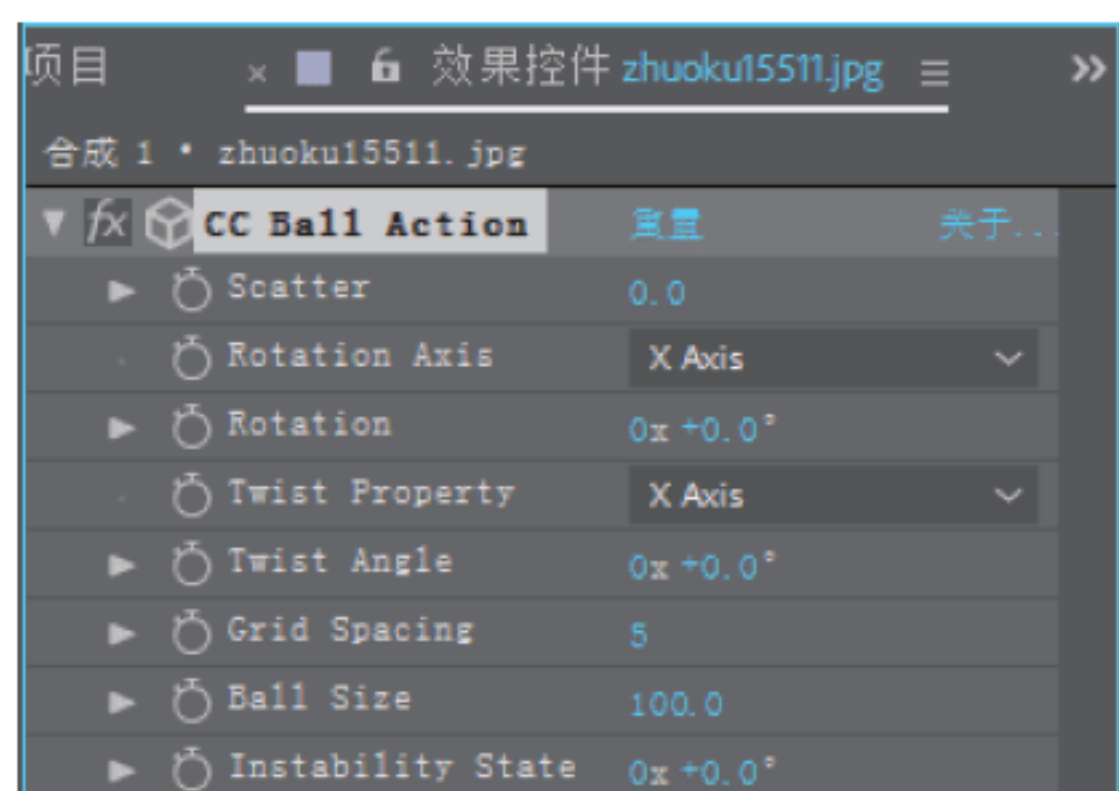 项目 × 效果控件 zhuoku15511.jpg ≡ »
合成 1 • zhuoku15511.jpg
fx CC Ball Action 重置 关于...
Scatter 0.0
Rotation Axis X Axis
Rotation 0x +0.0°
Twist Property X Axis
Twist Angle 0x +0.0°
Grid Spacing 5
Ball Size 100.0
Instability State 0x +0.0°